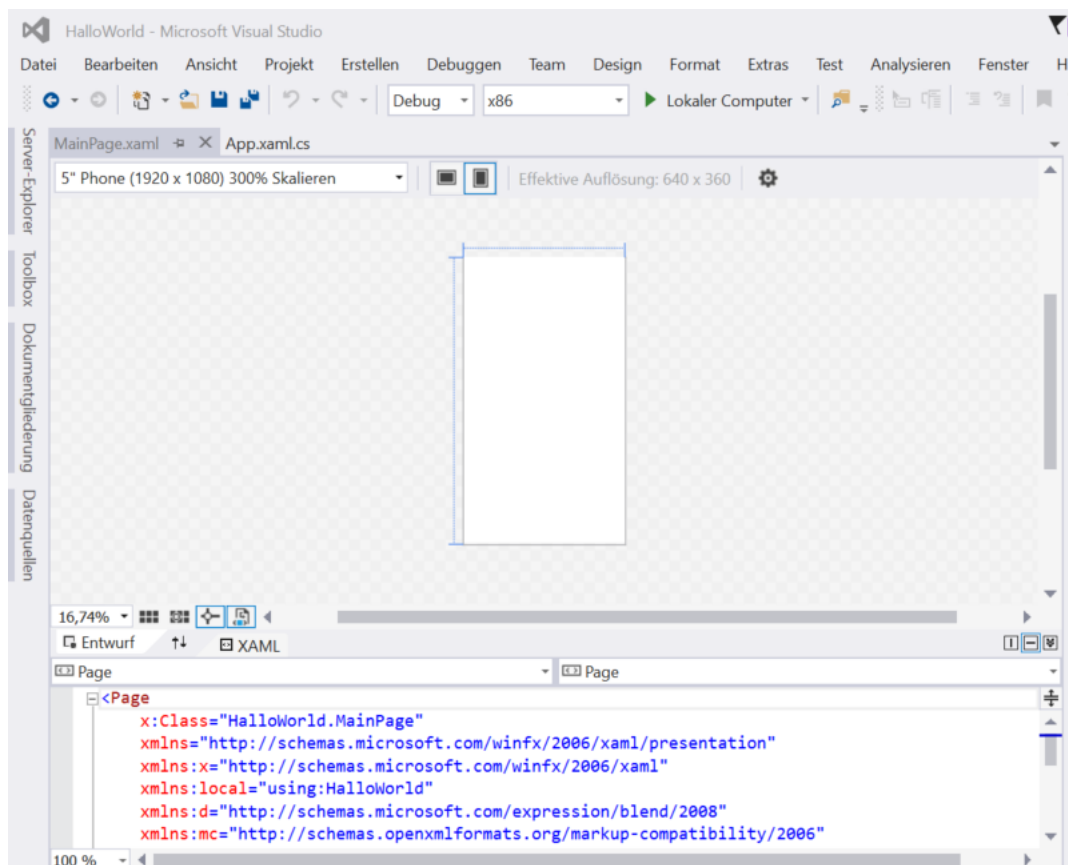 HalloWorld - Microsoft Visual Studio
Datei Bearbeiten Ansicht Projekt Erstellen Debuggen Team Design Format Extras Test Analysieren Fenster H
Debug x86 Lokaler Computer
MainPage.xaml App.xaml.cs
5" Phone (1920 x 1080) 300% Skalieren Effektive Auflösung: 640 x 360
Server-Explorer
Toolbox
Dokumentgliederung
Datenquellen
16,74%
Entwurf XAML
Page Page
<Page
x:Class="HalloWorld.MainPage"
xmlns="http://schemas.microsoft.com/winfx/2006/xaml/presentation"
xmlns:x="http://schemas.microsoft.com/winfx/2006/xaml"
xmlns:local="using:HalloWorld"
xmlns:d="http://schemas.microsoft.com/expression/blend/2008"
xmlns:mc="http://schemas.openxmlformats.org/markup-compatibility/2006"
100 %